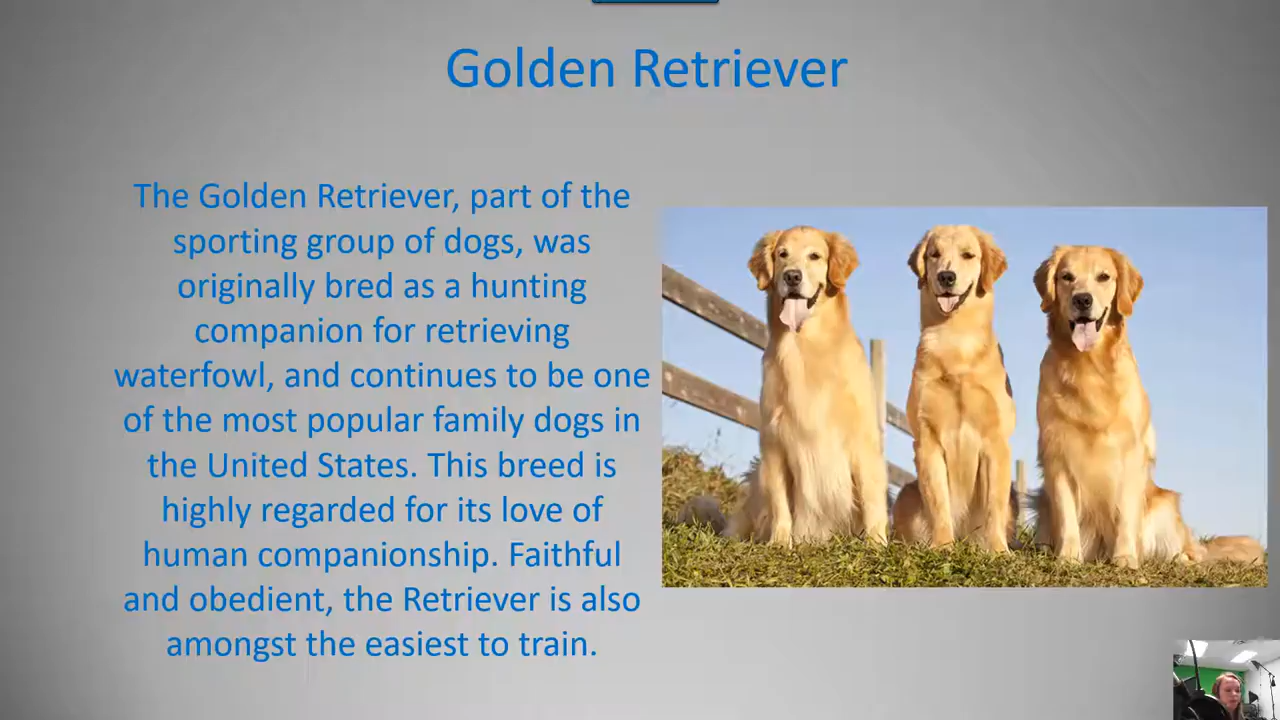 Golden Retriever
The Golden Retriever, part of the
sporting group of dogs, was
originally bred as a hunting
companion for retrieving
waterfowl, and continues to be one
of the most popular family dogs in
the United States. This breed is
highly regarded for its love of
human companionship. Faithful
and obedient, the Retriever is also
amongst the easiest to train.